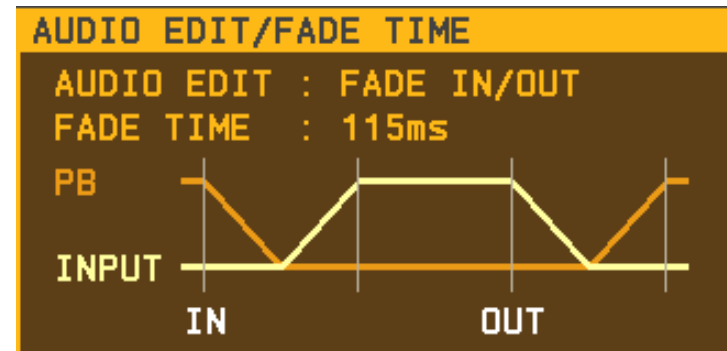 AUDIO EDIT/FADE TIME
AUDIO EDIT : FADE IN/OUT
FADE TIME : 115ms
PB
INPUT
IN OUT